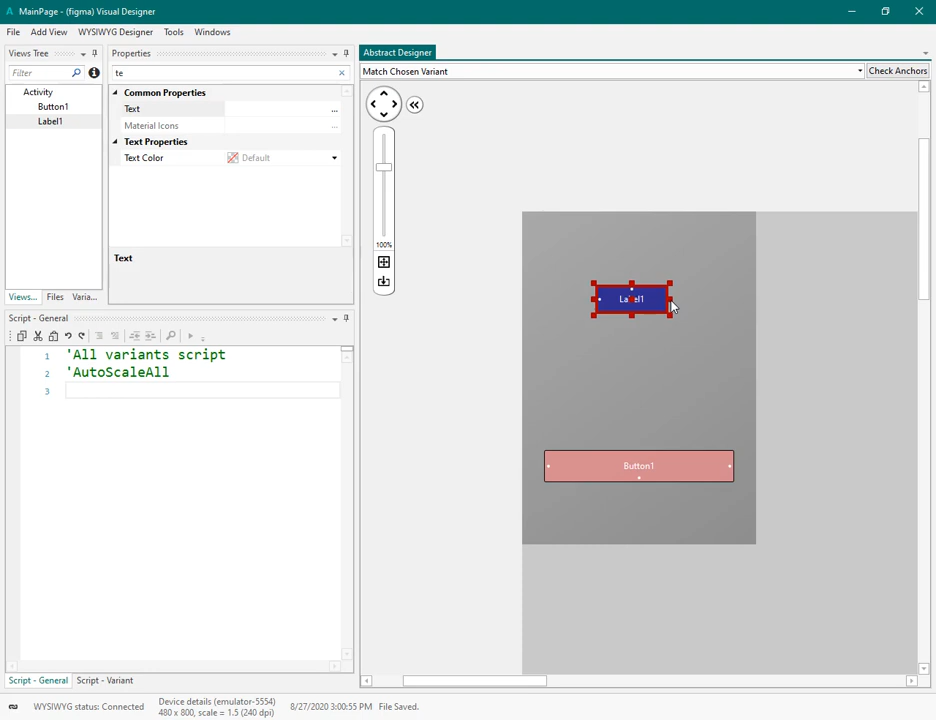 MainPage - (figma) Visual Designer
File Add View WYSIWYG Designer Tools Windows
Views Tree
Filter
Activity
Button1
Label1
Views... Files Varia...
Properties
te
Common Properties
Text ...
Material Icons ...
Text Properties
Text Color Default
Text
Abstract Designer
Match Chosen Variant Check Anchors
100%
Label1
Button1
Script - General
1 'All variants script
2 'AutoScaleAll
3
Script - General Script - Variant
WYSIWYG status: Connected
Device details (emulator-5554)
480 x 800, scale = 1.5 (240 dpi)
8/27/2020 3:00:55 PM File Saved.